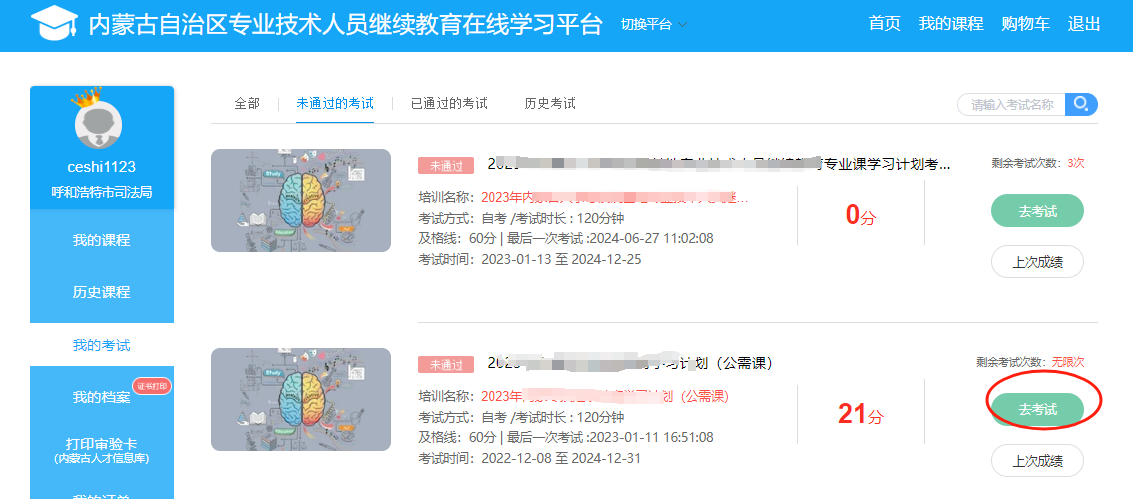 内蒙古自治区专业技术人员继续教育在线学习平台 切换平台 首页 我的课程 购物车 退出
全部 未通过的考试 已通过的考试 历史考试 请输入考试名称
ceshi1123
呼和浩特市司法局
我的课程
历史课程
我的考试
我的档案 证书打印
打印审验卡
(内蒙古人才信息库)
未通过 专业课学习计划考... 剩余考试次数：3次
培训名称：2023年内
考试方式：自考 /考试时长 : 120分钟
及格线：60分 | 最后一次考试 :2024-06-27 11:02:08
考试时间：2023-01-13 至 2024-12-25
0分
去考试
上次成绩
未通过 学习计划（公需课） 剩余考试次数：无限次
培训名称：2023年 学习计划（公需课）
考试方式：自考 /考试时长 : 120分钟
及格线：60分 | 最后一次考试 :2023-01-11 16:51:08
考试时间：2022-12-08 至 2024-12-31
21分
去考试
上次成绩